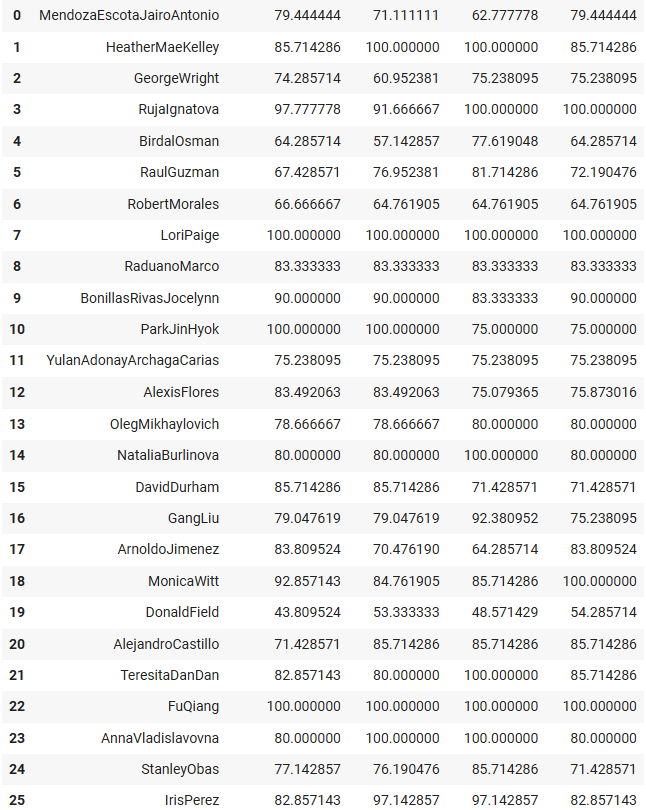 0 MendozaEscotaJairoAntonio 79.444444 71.111111 62.777778 79.444444
1 HeatherMaeKelley 85.714286 100.000000 100.000000 85.714286
2 GeorgeWright 74.285714 60.952381 75.238095 75.238095
3 RujaIgnatova 97.777778 91.666667 100.000000 100.000000
4 BirdalOsman 64.285714 57.142857 77.619048 64.285714
5 RaulGuzman 67.428571 76.952381 81.714286 72.190476
6 RobertMorales 66.666667 64.761905 64.761905 64.761905
7 LoriPaige 100.000000 100.000000 100.000000 100.000000
8 RaduanoMarco 83.333333 83.333333 83.333333 83.333333
9 BonillasRivasJocelynn 90.000000 90.000000 83.333333 90.000000
10 ParkJinHyok 100.000000 100.000000 75.000000 75.000000
11 YulanAdonayArchagaCarias 75.238095 75.238095 75.238095 75.238095
12 AlexisFlores 83.492063 83.492063 75.079365 75.873016
13 OlegMikhaylovich 78.666667 78.666667 80.000000 80.000000
14 NataliaBurlinova 80.000000 80.000000 100.000000 80.000000
15 DavidDurham 85.714286 85.714286 71.428571 71.428571
16 GangLiu 79.047619 79.047619 92.380952 75.238095
17 ArnoldoJimenez 83.809524 70.476190 64.285714 83.809524
18 MonicaWitt 92.857143 84.761905 85.714286 100.000000
19 DonaldField 43.809524 53.333333 48.571429 54.285714
20 AlejandroCastillo 71.428571 85.714286 85.714286 85.714286
21 TeresitaDanDan 82.857143 80.000000 100.000000 85.714286
22 FuQiang 100.000000 100.000000 100.000000 100.000000
23 AnnaVladislavovna 80.000000 100.000000 100.000000 80.000000
24 StanleyObas 77.142857 76.190476 85.714286 71.428571
25 IrisPerez 82.857143 97.142857 97.142857 82.857143